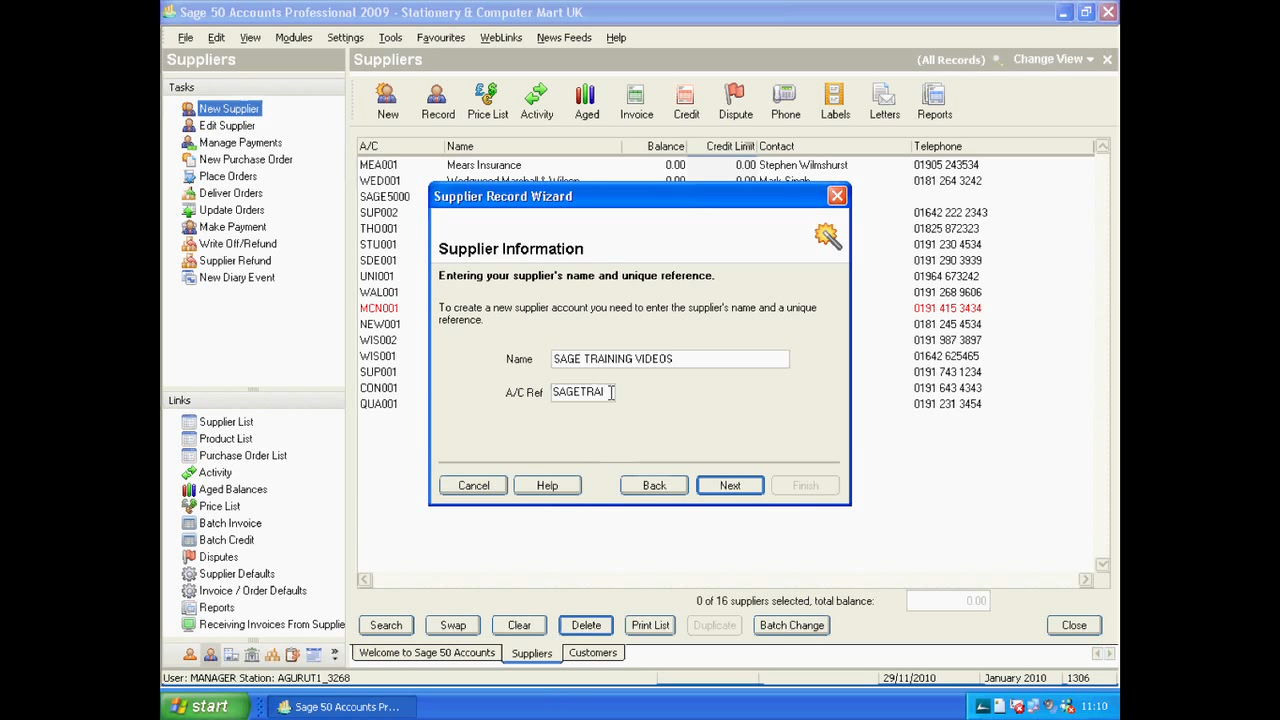 Sage 50 Accounts Professional 2009 - Stationery & Computer Mart UK
File Edit View Modules Settings Tools Favourites WebLinks News Feeds Help
Suppliers
Suppliers (All Records) Change View
Tasks
New Supplier
Edit Supplier
Manage Payments
New Purchase Order
Place Orders
Deliver Orders
Update Orders
Make Payment
Write Off/Refund
Supplier Refund
New Diary Event
Links
Supplier List
Product List
Purchase Order List
Activity
Aged Balances
Price List
Batch Invoice
Batch Credit
Disputes
Supplier Defaults
Invoice / Order Defaults
Reports
Receiving Invoices From Supplie
New Record Price List Activity Aged Invoice Credit Dispute Phone Labels Letters Reports
A/C Name Balance Credit Limit Contact Telephone
MEA001 Mears Insurance 0.00 0.00 Stephen Wilmshurst 01905 243534
WED001 Wedgwood Marshall & Wilson 0.00 0.00 Mark Singh 0181 264 3242
SAGE5000
SUP002 01642 222 2343
THO001 01825 872323
STU001 0191 230 4534
SDE001 0191 290 3939
UNI001 01964 673242
WAL001 0191 268 9606
MCN001 0191 415 3434
NEW001 0181 245 4534
WIS002 0191 987 3897
WIS001 01642 625465
SUP001 0191 743 1234
CON001 0191 643 4343
QUA001 0191 231 3454
Supplier Record Wizard
Supplier Information
Entering your supplier's name and unique reference.
To create a new supplier account you need to enter the supplier's name and a unique
reference.
Name SAGE TRAINING VIDEOS
A/C Ref SAGETRAI
Cancel Help Back Next Finish
0 of 16 suppliers selected, total balance: 0.00
Search Swap Clear Delete Print List Duplicate Batch Change Close
Welcome to Sage 50 Accounts Suppliers Customers
User: MANAGER Station: AGURUT1_3268 29/11/2010 January 2010 1306
start Sage 50 Accounts Pr... 11:10